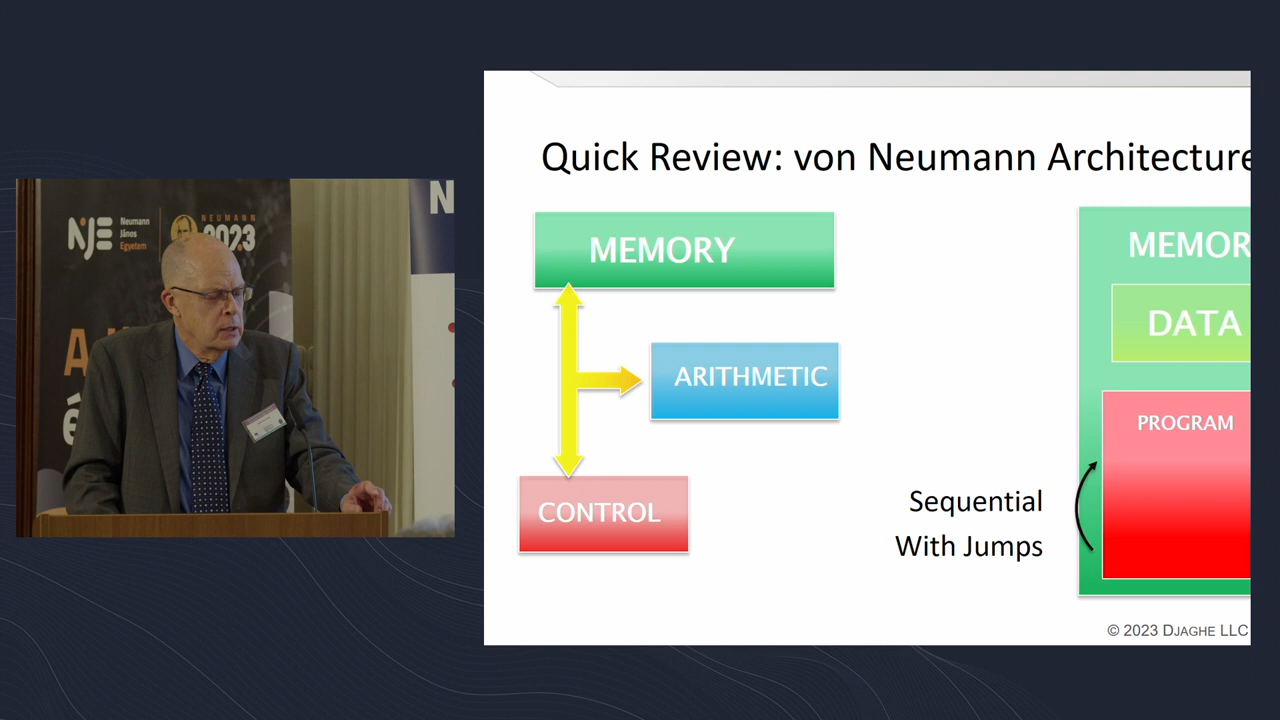 Neumann
János
Egyetem
NEUMANN
2023
N
A
é
Quick Review: von Neumann Architecture
MEMORY
ARITHMETIC
CONTROL
MEMOR
DATA
PROGRAM
Sequential
With Jumps
© 2023 DJAGHE LLC